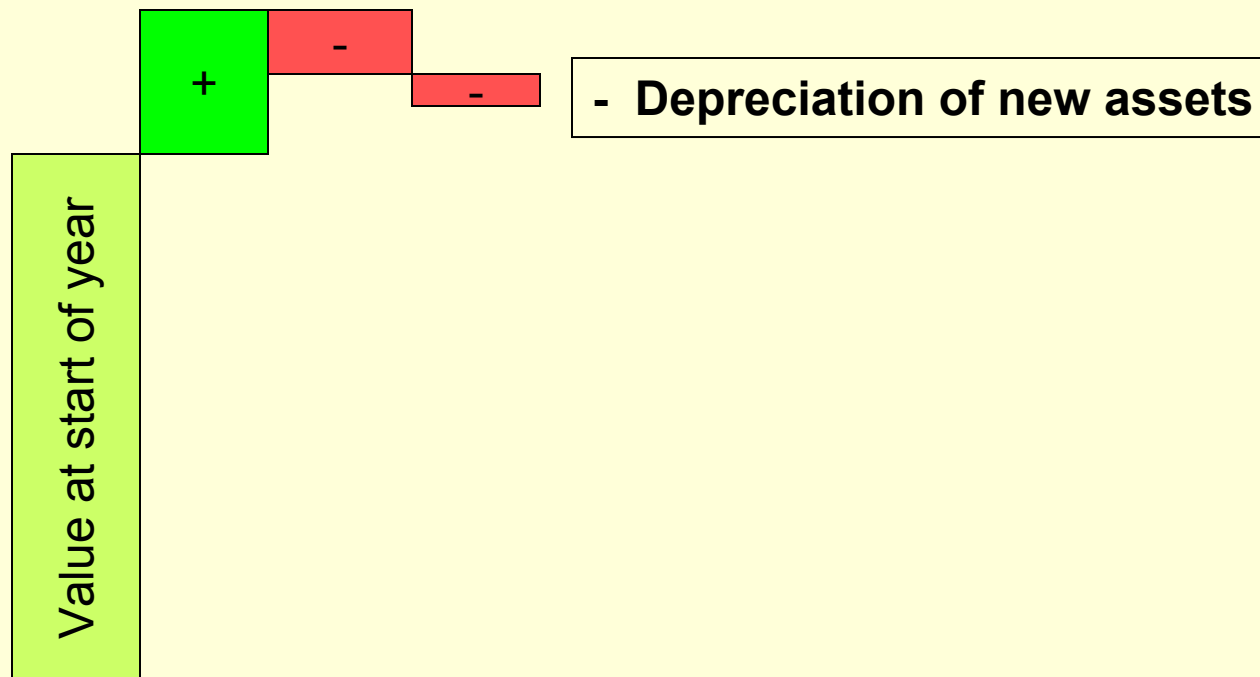 +
-
-
- Depreciation of new assets
Value at start of year